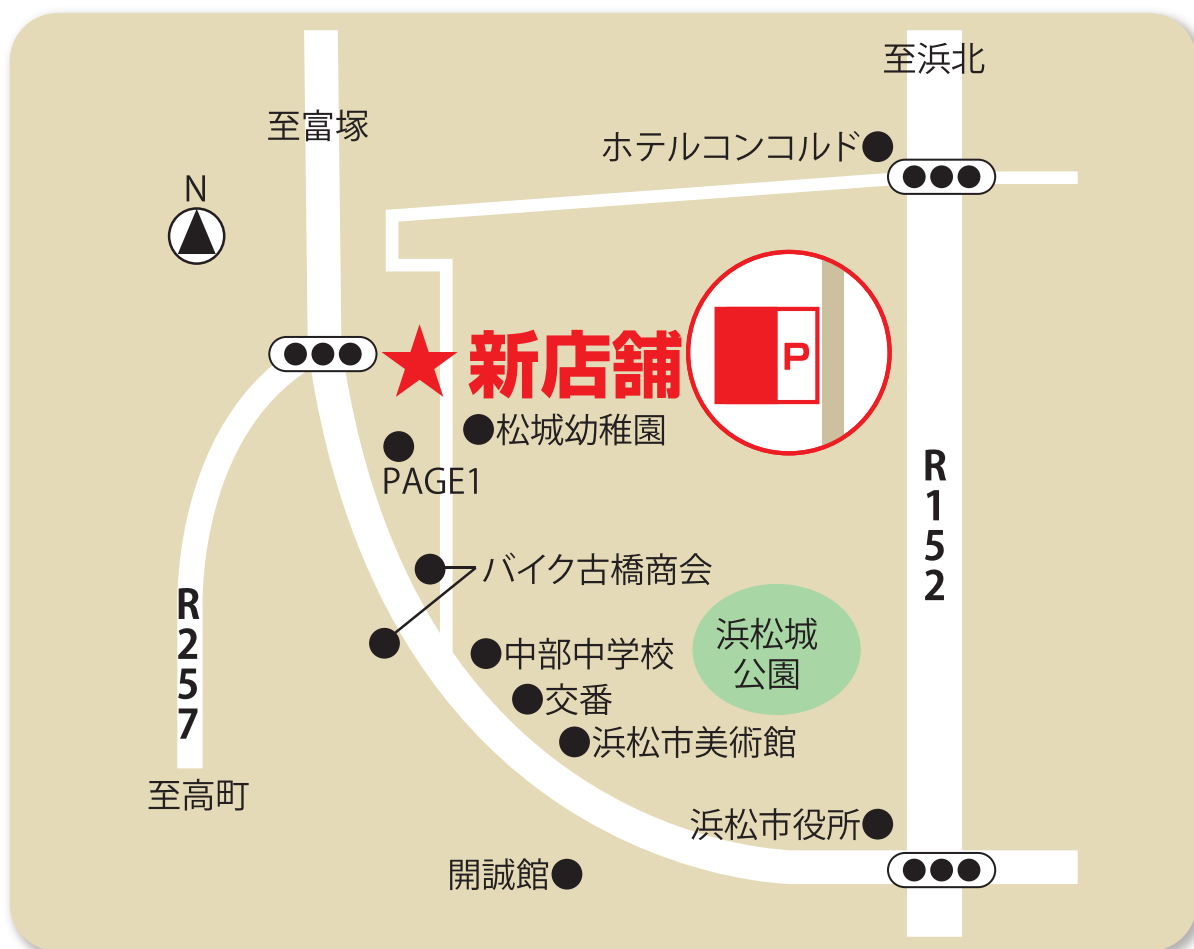 至浜北
至富塚
ホテルコンコルド
N
新店舗
P
松城幼稚園
PAGE1
R152
バイク古橋商会
R257
中部中学校
浜松城
公園
交番
浜松市美術館
至高町
浜松市役所
開誠館